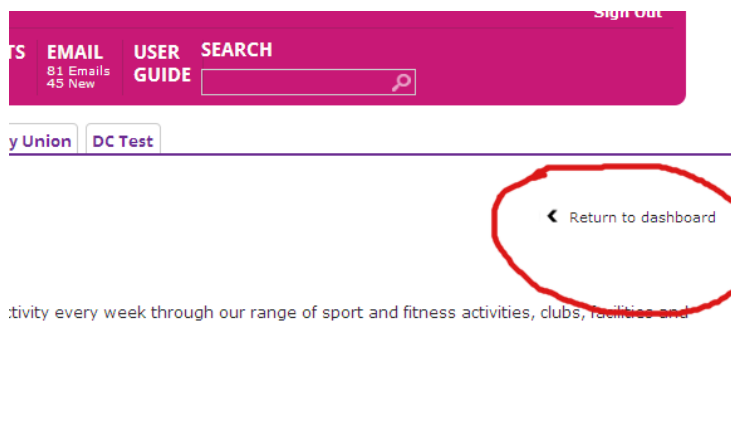 Sign Out
TS EMAIL USER SEARCH
81 Emails GUIDE
45 New
y Union DC Test
Return to dashboard
ctivity every week through our range of sport and fitness activities, clubs, facilities and